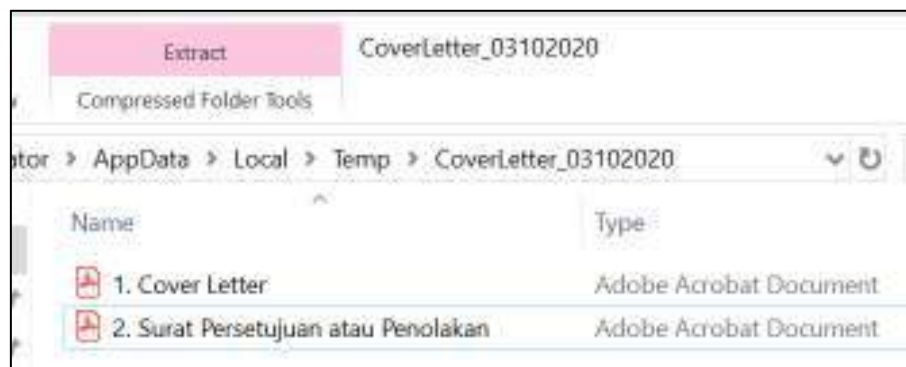 Extract CoverLetter_03102020
Compressed Folder Tools
ator > AppData > Local > Temp > CoverLetter_03102020
Name Type
1. Cover Letter Adobe Acrobat Document
2. Surat Persetujuan atau Penolakan Adobe Acrobat Document